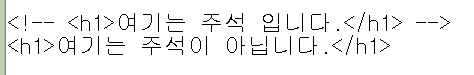 <!-- <h1>여기는 주석 입니다.</h1> -->
<h1>여기는 주석이 아닙니다.</h1>